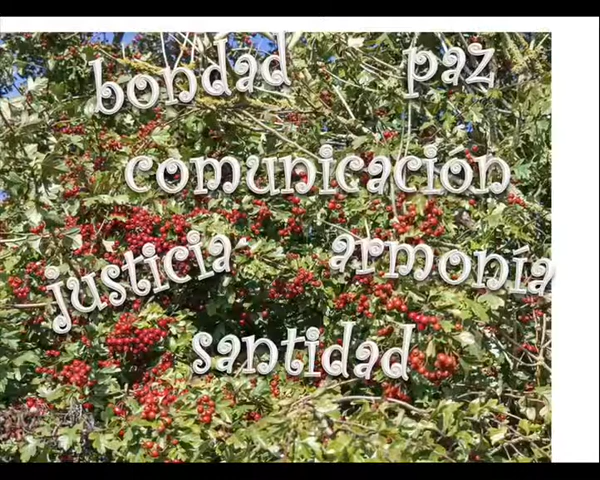 bondad paz
comunicación
justicia armonía
santidad